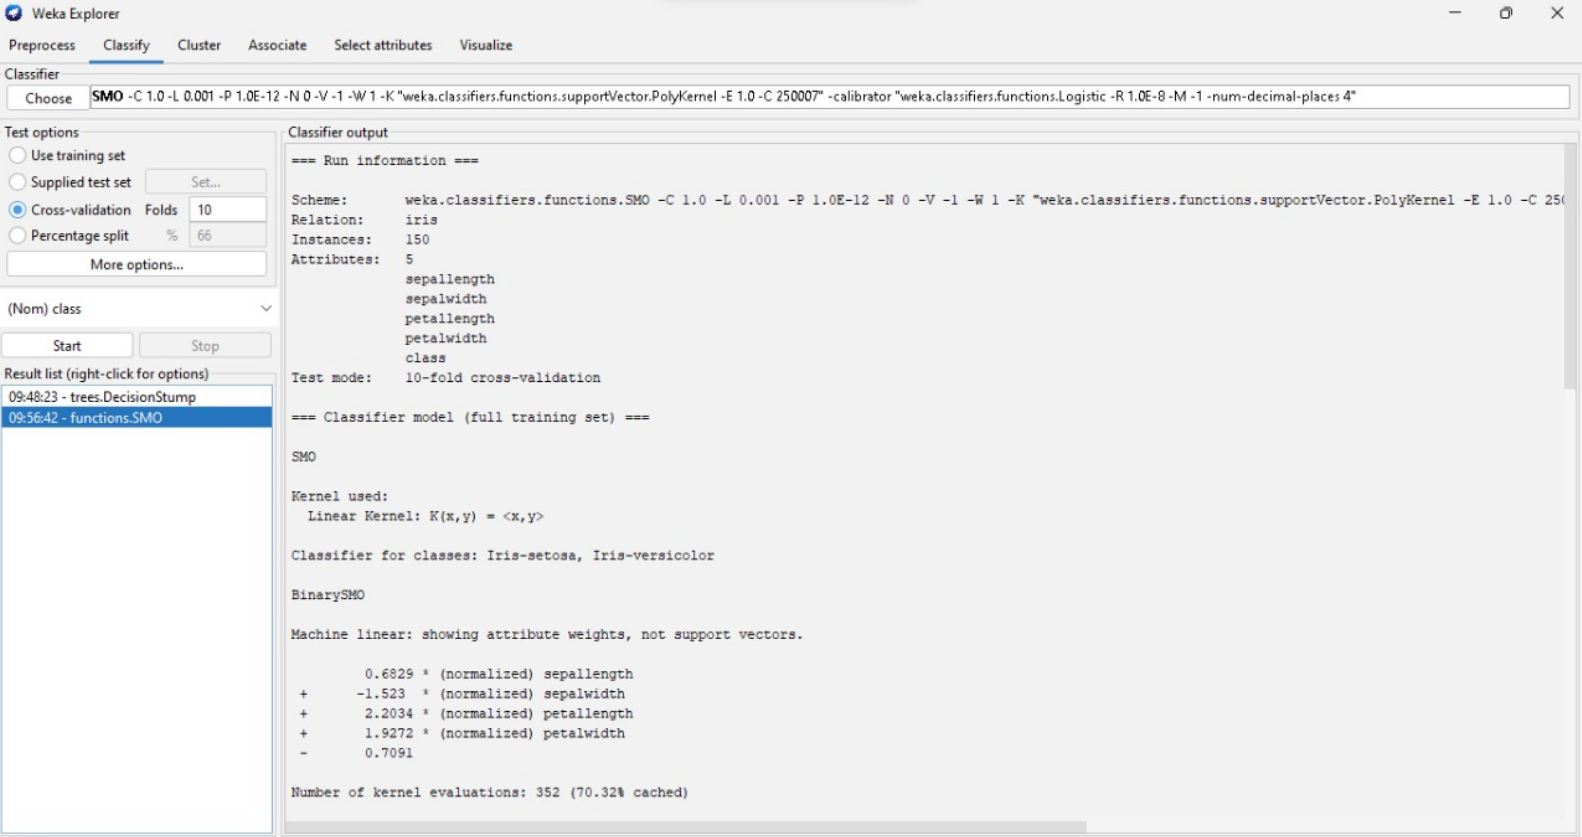 Weka Explorer
Preprocess Classify Cluster Associate Select attributes Visualize
Classifier
Choose SMO -C 1.0 -L 0.001 -P 1.0E-12 -N 0 -V -1 -W 1 -K "weka.classifiers.functions.supportVector.PolyKernel -E 1.0 -C 250007" -calibrator "weka.classifiers.functions.Logistic -R 1.0E-8 -M -1 -num-decimal-places 4"
Test options
Use training set
Supplied test set Set...
Cross-validation Folds 10
Percentage split % 66
More options...
(Nom) class
Start Stop
Result list (right-click for options)
09:48:23 - trees.DecisionStump
09:56:42 - functions.SMO
Classifier output
=== Run information ===
Scheme: weka.classifiers.functions.SMO -C 1.0 -L 0.001 -P 1.0E-12 -N 0 -V -1 -W 1 -K "weka.classifiers.functions.supportVector.PolyKernel -E 1.0 -C 250
Relation: iris
Instances: 150
Attributes: 5
sepallength
sepalwidth
petallength
petalwidth
class
Test mode: 10-fold cross-validation
=== Classifier model (full training set) ===
SMO
Kernel used:
Linear Kernel: K(x,y) = <x,y>
Classifier for classes: Iris-setosa, Iris-versicolor
BinarySMO
Machine linear: showing attribute weights, not support vectors.
0.6829 * (normalized) sepallength
+ -1.523 * (normalized) sepalwidth
+ 2.2034 * (normalized) petallength
+ 1.9272 * (normalized) petalwidth
- 0.7091
Number of kernel evaluations: 352 (70.32% cached)